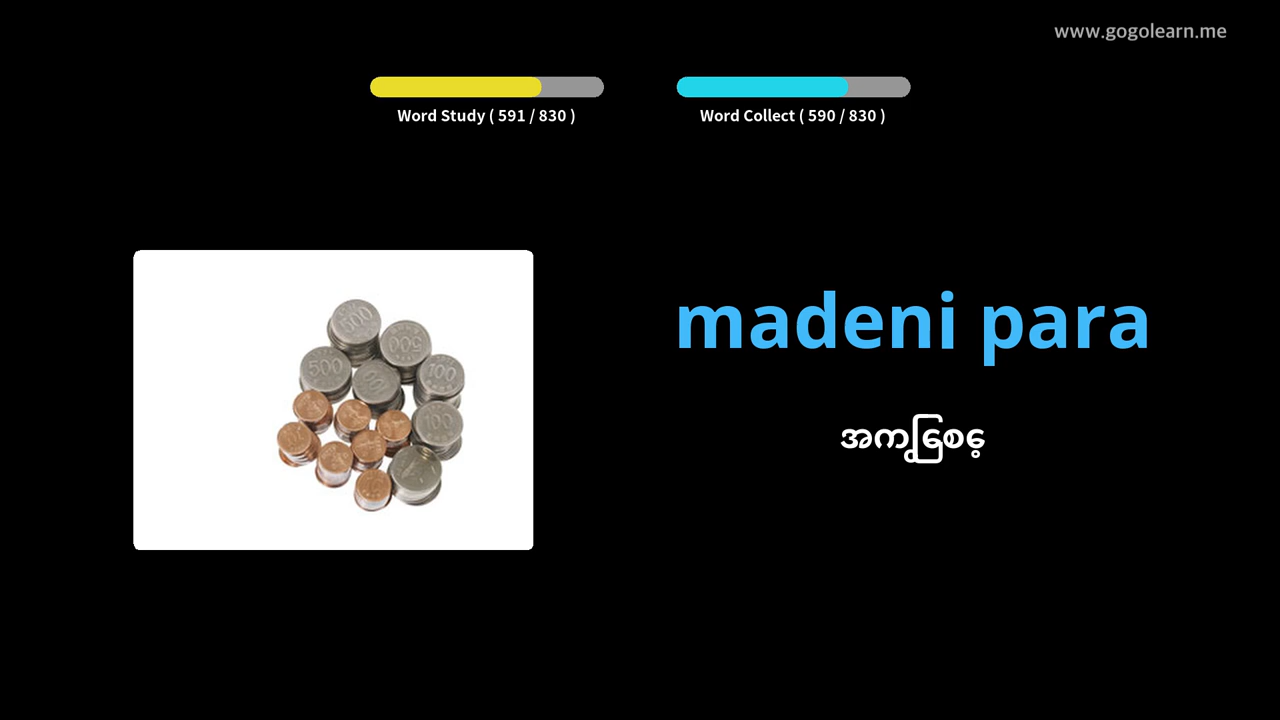 www.gogolearn.me
Word Study ( 591 / 830 )
Word Collect ( 590 / 830 )
500
500
500
100
100
madeni para
အကြွေစေ့